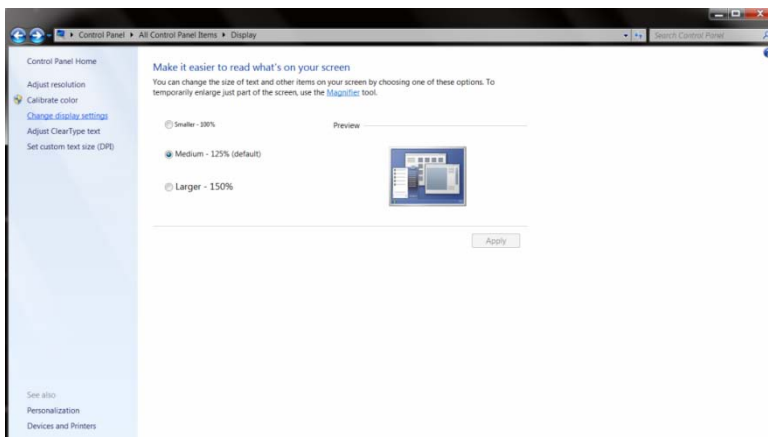 Control Panel ▸ All Control Panel Items ▸ Display
Search Control Panel
Control Panel Home
Adjust resolution
Calibrate color
Change display settings
Adjust ClearType text
Set custom text size (DPI)
Make it easier to read what's on your screen
You can change the size of text and other items on your screen by choosing one of these options. To
temporarily enlarge just part of the screen, use the Magnifier tool.
Smaller - 100%
Preview
Medium - 125% (default)
Larger - 150%
Apply
See also
Personalization
Devices and Printers